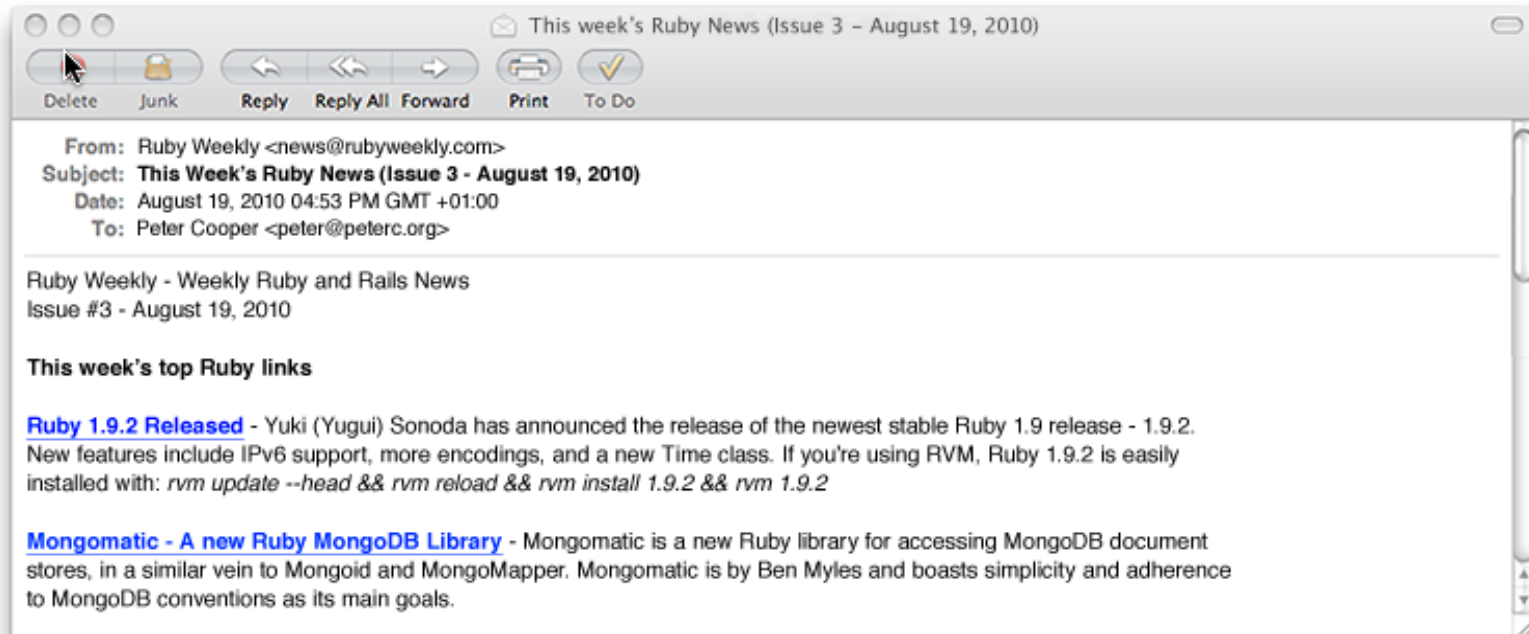 This week's Ruby News (Issue 3 – August 19, 2010)
Delete Junk Reply Reply All Forward Print To Do
From: Ruby Weekly <news@rubyweekly.com>
Subject: This Week's Ruby News (Issue 3 - August 19, 2010)
Date: August 19, 2010 04:53 PM GMT +01:00
To: Peter Cooper <peter@peterc.org>
Ruby Weekly - Weekly Ruby and Rails News
Issue #3 - August 19, 2010
This week's top Ruby links
Ruby 1.9.2 Released - Yuki (Yugui) Sonoda has announced the release of the newest stable Ruby 1.9 release - 1.9.2.
New features include IPv6 support, more encodings, and a new Time class. If you're using RVM, Ruby 1.9.2 is easily
installed with: rvm update --head && rvm reload && rvm install 1.9.2 && rvm 1.9.2
Mongomatic - A new Ruby MongoDB Library - Mongomatic is a new Ruby library for accessing MongoDB document
stores, in a similar vein to Mongoid and MongoMapper. Mongomatic is by Ben Myles and boasts simplicity and adherence
to MongoDB conventions as its main goals.